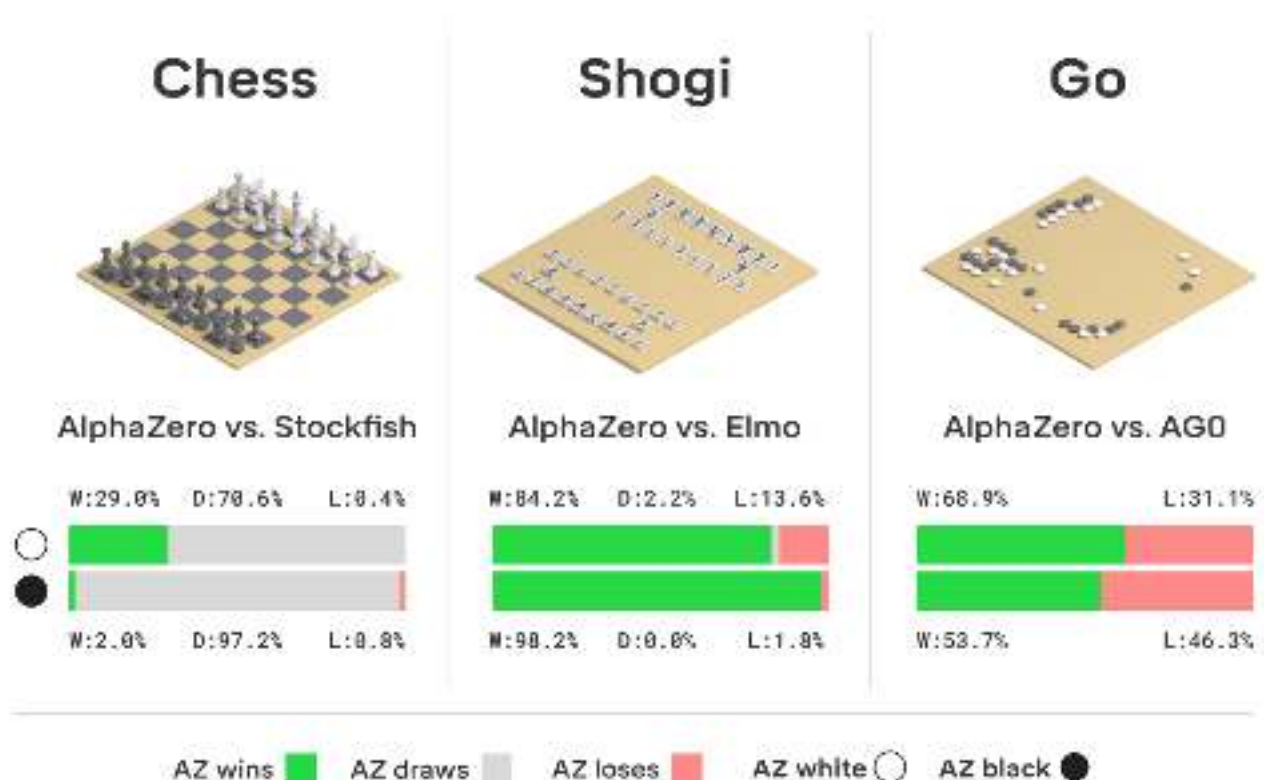 Chess
Shogi
Go
AlphaZero vs. Stockfish
AlphaZero vs. Elmo
AlphaZero vs. AG0
W:29.0% D:70.6% L:0.4%
W:84.2% D:2.2% L:13.6%
W:68.9% L:31.1%
W:2.0% D:97.2% L:0.8%
W:98.2% D:0.0% L:1.8%
W:53.7% L:46.3%
AZ wins AZ draws AZ loses AZ white AZ black